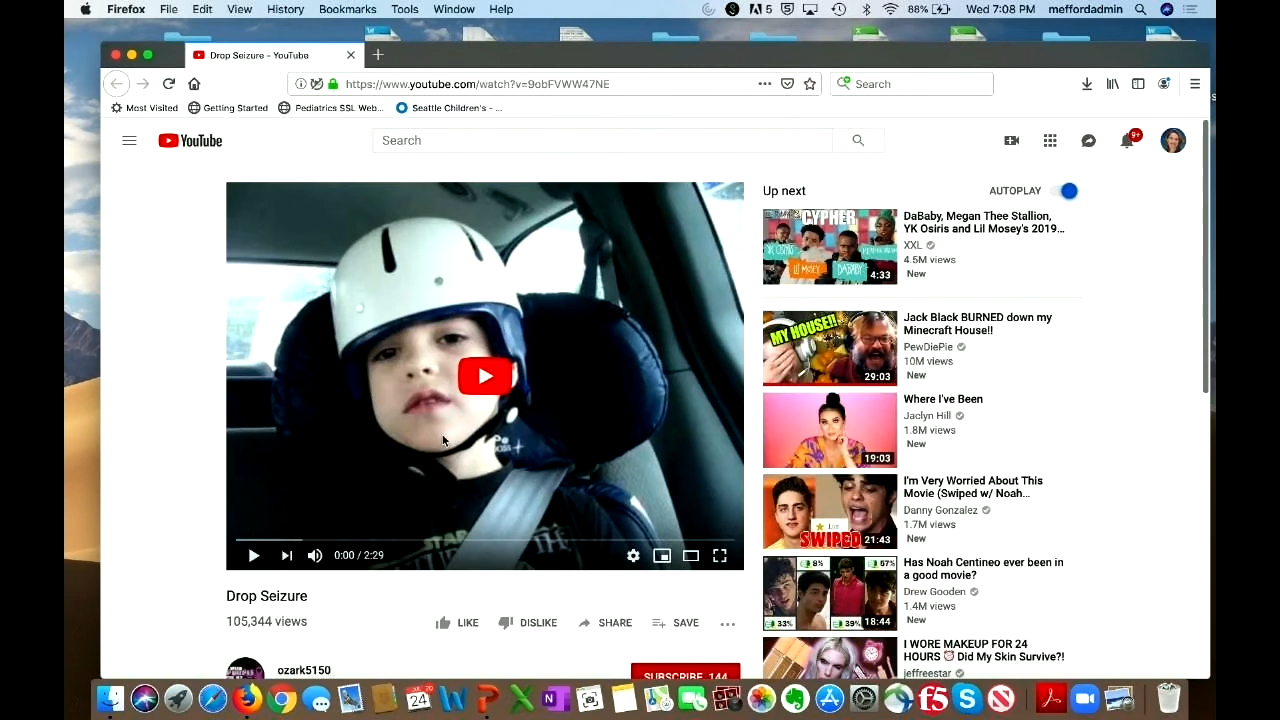 Firefox File Edit View History Bookmarks Tools Window Help
5 88% Wed 7:08 PM meffordadmin
Drop Seizure - YouTube
https://www.youtube.com/watch?v=9obFVWW47NE
Search
Most Visited Getting Started Pediatrics SSL Web... Seattle Children's - ...
YouTube
Search
9+
Up next
AUTOPLAY
CYPHER
LIL MOSEY
DABABY
4:33
DaBaby, Megan Thee Stallion,
YK Osiris and Lil Mosey's 2019...
XXL
4.5M views
New
MY HOUSE!!
29:03
Jack Black BURNED down my
Minecraft House!!
PewDiePie
10M views
New
19:03
Where I've Been
Jaclyn Hill
1.8M views
New
SWIPED
21:43
I'm Very Worried About This
Movie (Swiped w/ Noah...
Danny Gonzalez
1.7M views
New
8% 67%
33% 39% 18:44
Has Noah Centineo ever been in
a good movie?
Drew Gooden
1.4M views
New
I WORE MAKEUP FOR 24
HOURS ⏰ Did My Skin Survive?!
jeffreestar
STAR
0:00 / 2:29
Drop Seizure
105,344 views
LIKE DISLIKE SHARE SAVE
ozark5150
SUBSCRIBE 144
24
f5